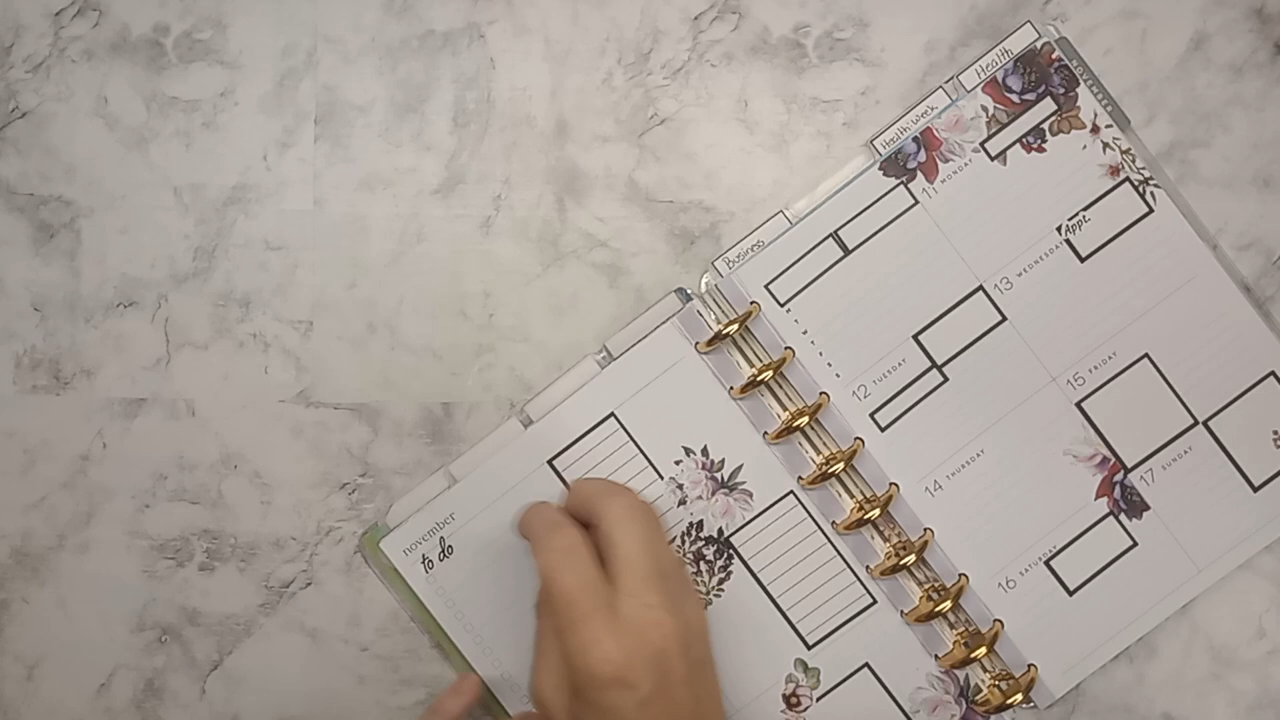 Health
NOVEMBER
Health: Week
Business
11 MONDAY
Appt.
13 WEDNESDAY
12 TUESDAY
15 FRIDAY
14 THURSDAY
17 SUNDAY
16 SATURDAY
november
to do